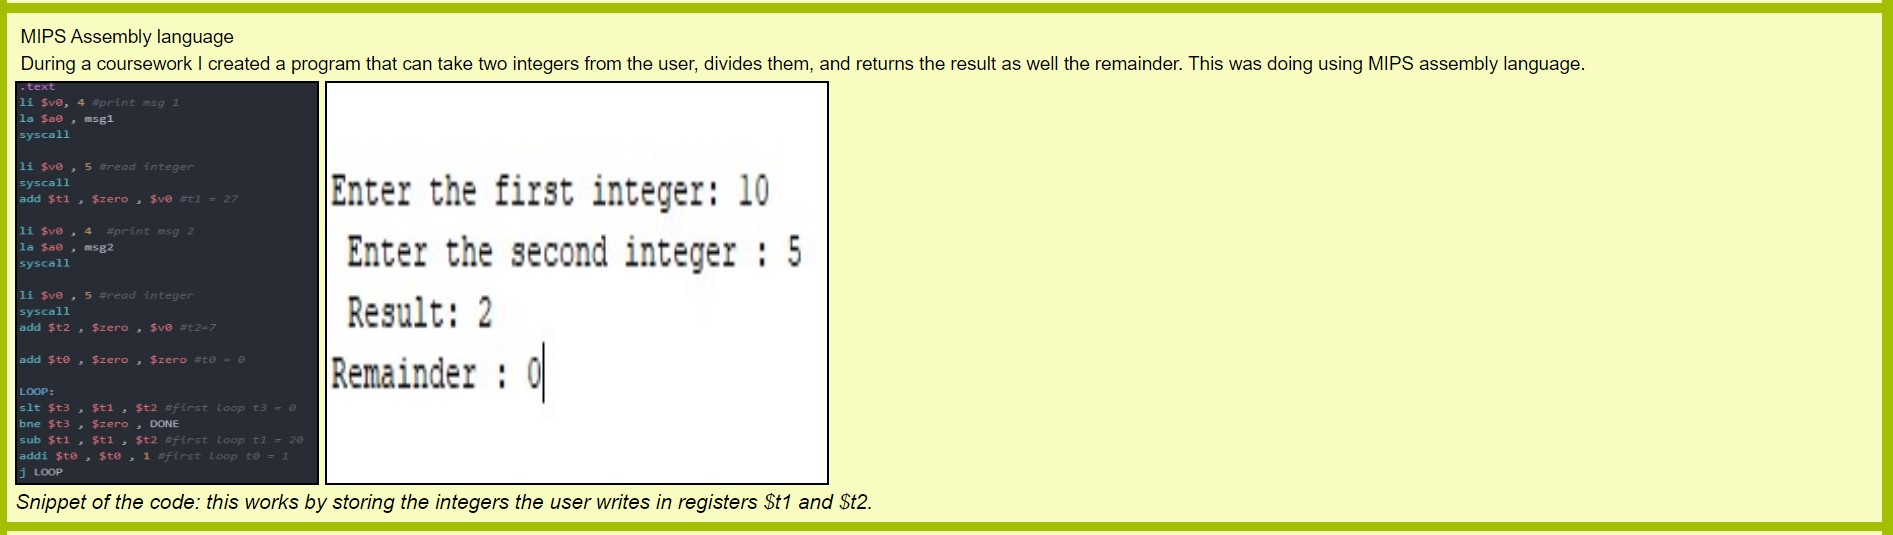 MIPS Assembly language
During a coursework I created a program that can take two integers from the user, divides them, and returns the result as well the remainder. This was doing using MIPS assembly language.
.text
li $v0, 4 #print msg 1
la $a0 , msg1
syscall
li $v0 , 5 #read integer
syscall
add $t1 , $zero , $v0 #t1 = 27
li $v0 , 4 #print msg 2
la $a0 , msg2
syscall
li $v0 , 5 #read integer
syscall
add $t2 , $zero , $v0 #t2=7
add $t0 , $zero , $zero #t0 = 0
LOOP:
slt $t3 , $t1 , $t2 #first loop t3 = 0
bne $t3 , $zero , DONE
sub $t1 , $t1 , $t2 #first loop t1 = 20
addi $t0 , $t0 , 1 #first loop t0 = 1
j LOOP
Enter the first integer: 10
Enter the second integer : 5
Result: 2
Remainder : 0
Snippet of the code: this works by storing the integers the user writes in registers $t1 and $t2.